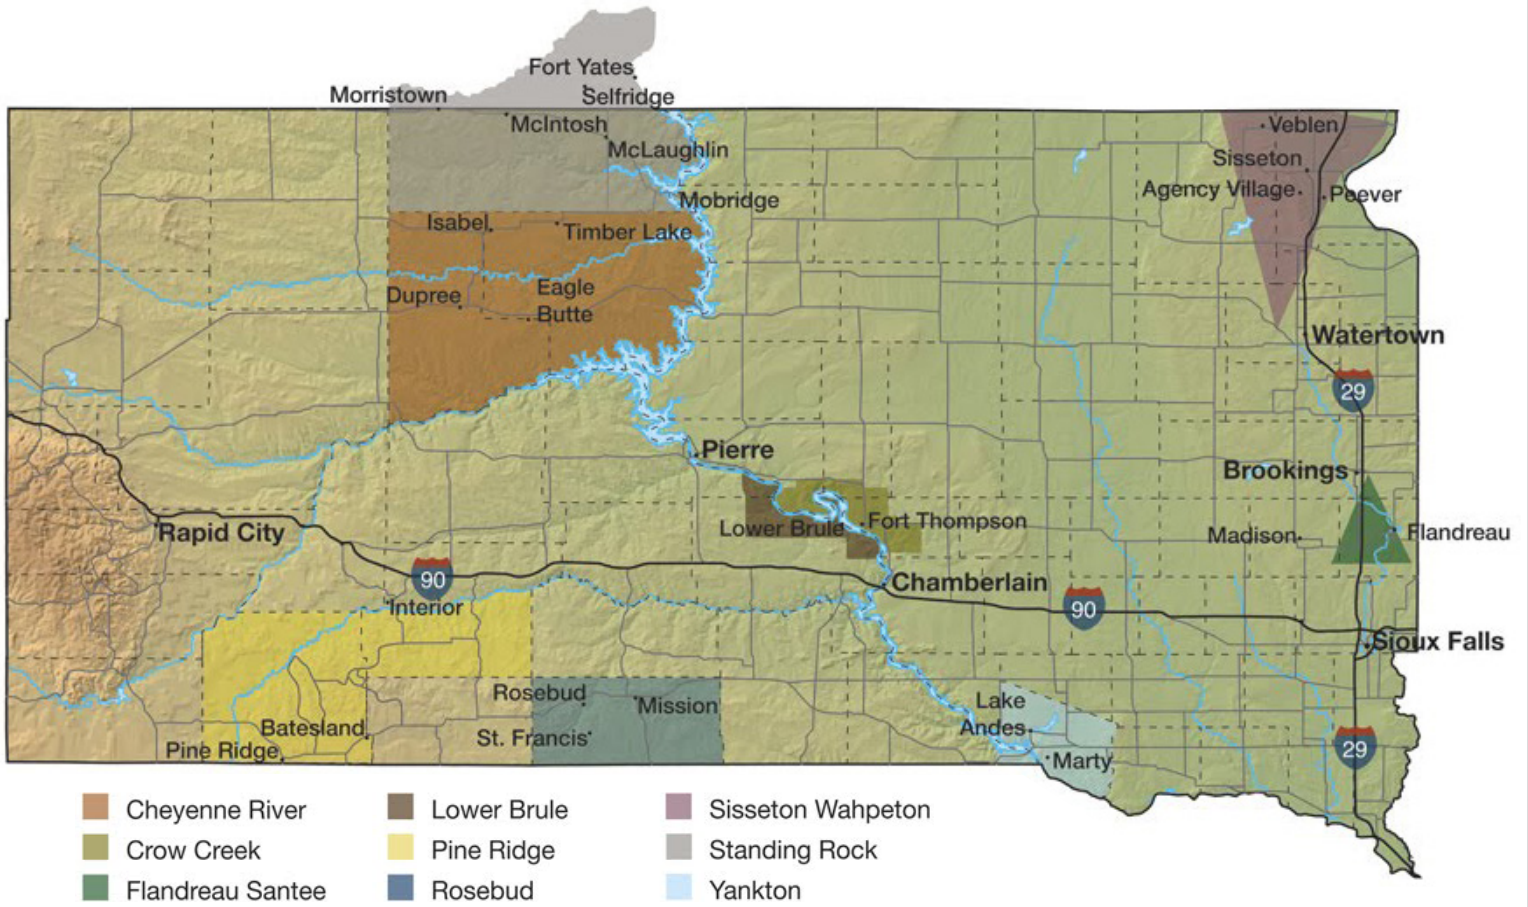 Fort Yates
Morristown
Selfridge
McIntosh
Veblen
McLaughlin
Sisseton
Agency Village
Peever
Mobridge
Isabel
Timber Lake
Eagle
Dupree
Butte
Watertown
29
Pierre
Brookings
Rapid City
Lower Brule
Fort Thompson
Madison
Flandreau
90
Chamberlain
Interior
90
Sioux Falls
Rosebud
Mission
Lake
Batesland
St. Francis
Andes
Pine Ridge
29
Marty
Cheyenne River
Lower Brule
Sisseton Wahpeton
Crow Creek
Pine Ridge
Standing Rock
Flandreau Santee
Rosebud
Yankton